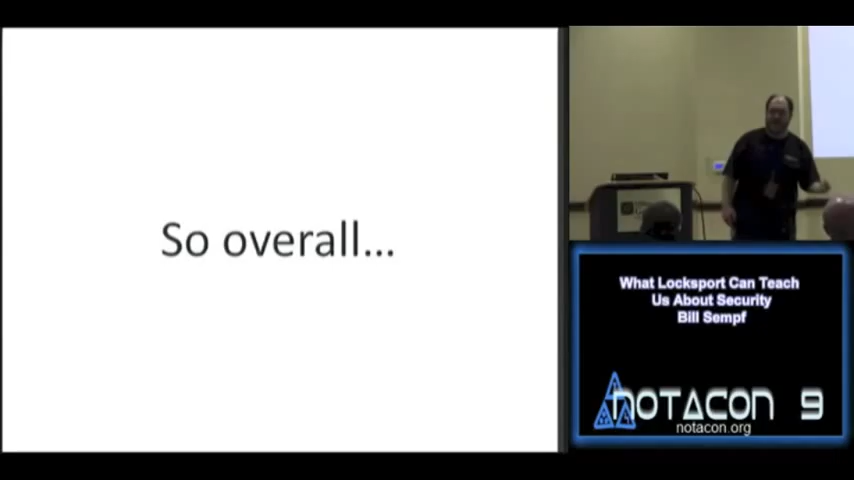 So overall...
What Locksport Can Teach
Us About Security
Bill Sempf
NOTACON 9
notacon.org